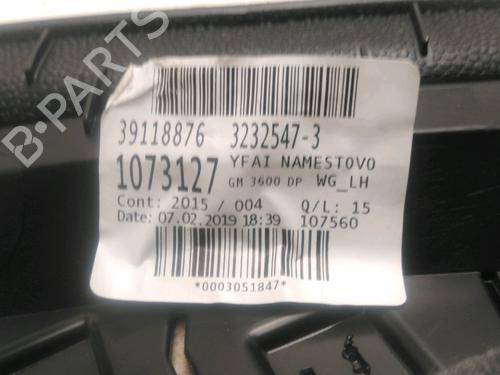 39118876 3232547-3
1073127 YFAI NAMESTOVO
GM 3600 DP WG_LH
Cont: 2015 / 004 Q/L: 15
Date: 07.02.2019 18:39 107560
*0003051847*
B-PARTS